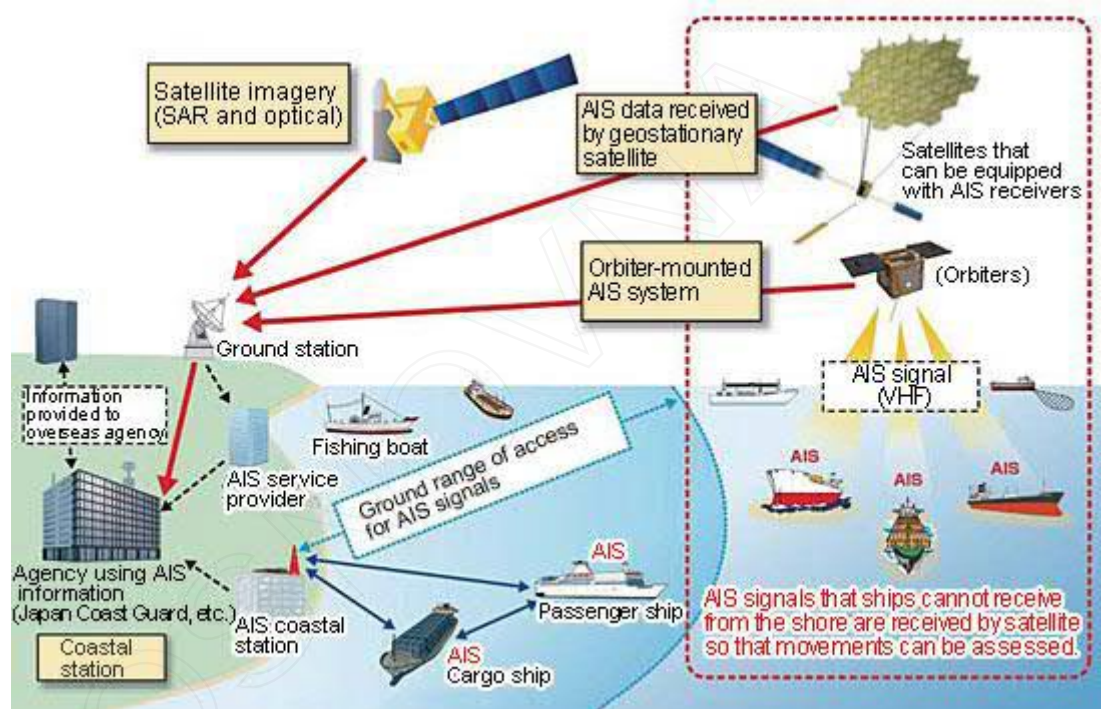 Satellite imagery
(SAR and optical)
AIS data received
by geostationary
satellite
Satellites that
can be equipped
with AIS receivers
Orbiter-mounted
AIS system
(Orbiters)
Ground station
AIS signal
(VHF)
Information
provided to
overseas agency
Fishing boat
AIS service
provider
Ground range of access
for AIS signals
AIS
AIS
AIS
Agency using AIS
information
(Japan Coast Guard, etc.)
Coastal
station
AIS coastal
station
AIS
Passenger ship
AIS
Cargo ship
AIS signals that ships cannot receive
from the shore are received by satellite
so that movements can be assessed.